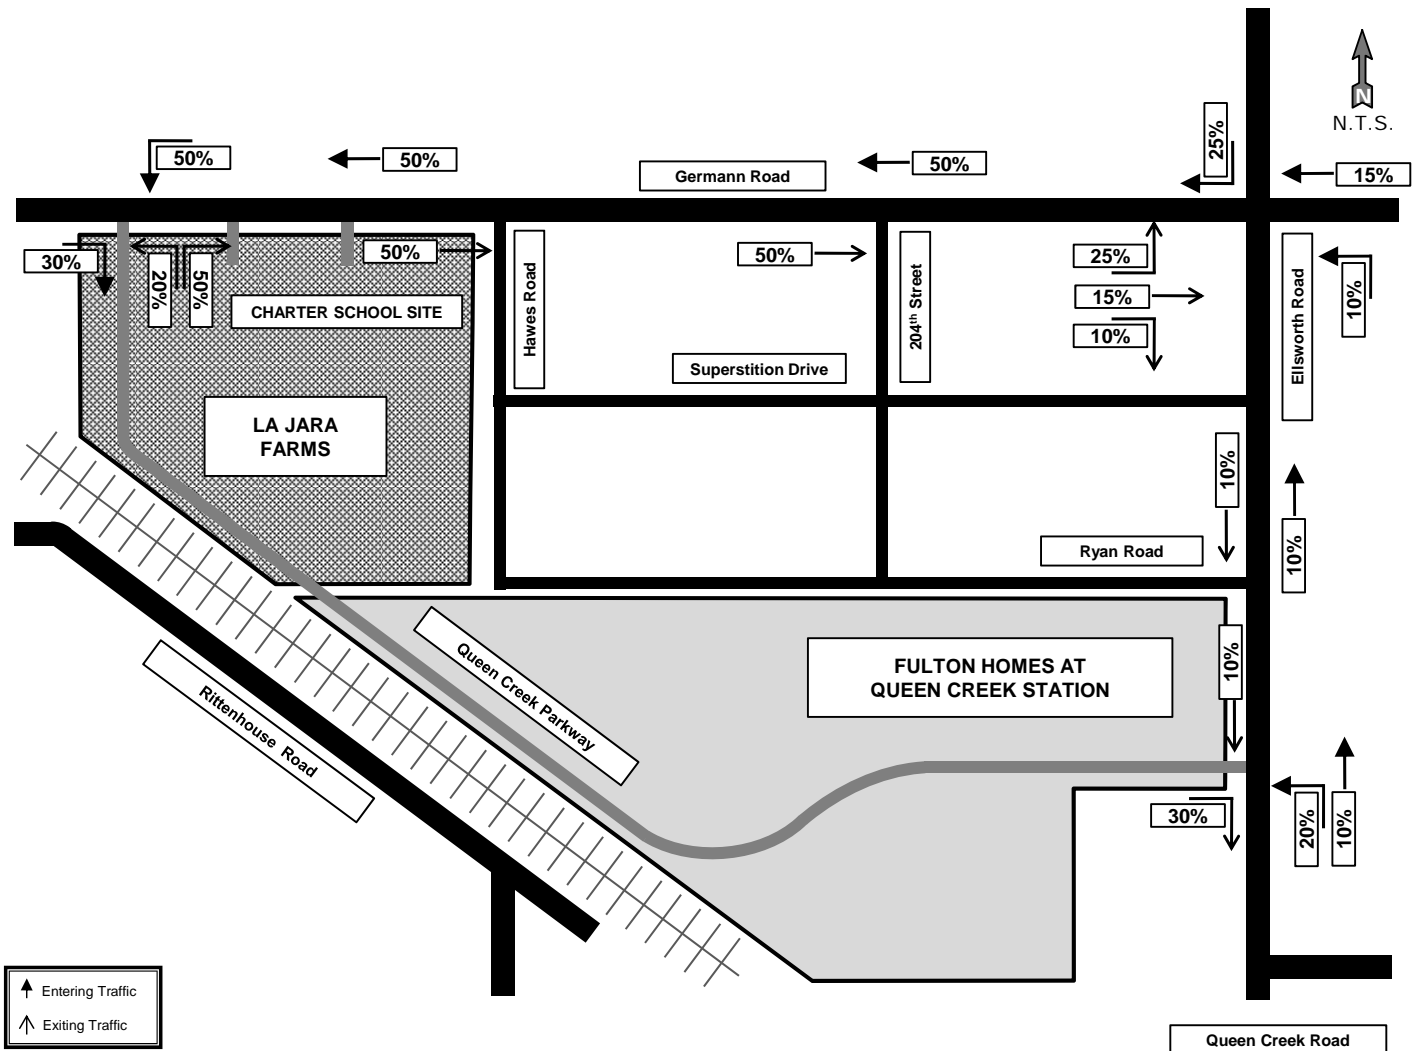 25%
N
N.T.S.
50%
50%
50%
15%
Germann Road
30%
20%
50%
50%
Hawes Road
50%
204th Street
25%
15%
10%
Ellsworth Road
10%
CHARTER SCHOOL SITE
Superstition Drive
LA JARA
FARMS
10%
10%
Ryan Road
Queen Creek Parkway
Rittenhouse Road
FULTON HOMES AT
QUEEN CREEK STATION
10%
30%
20%
10%
Entering Traffic
Exiting Traffic
Queen Creek Road